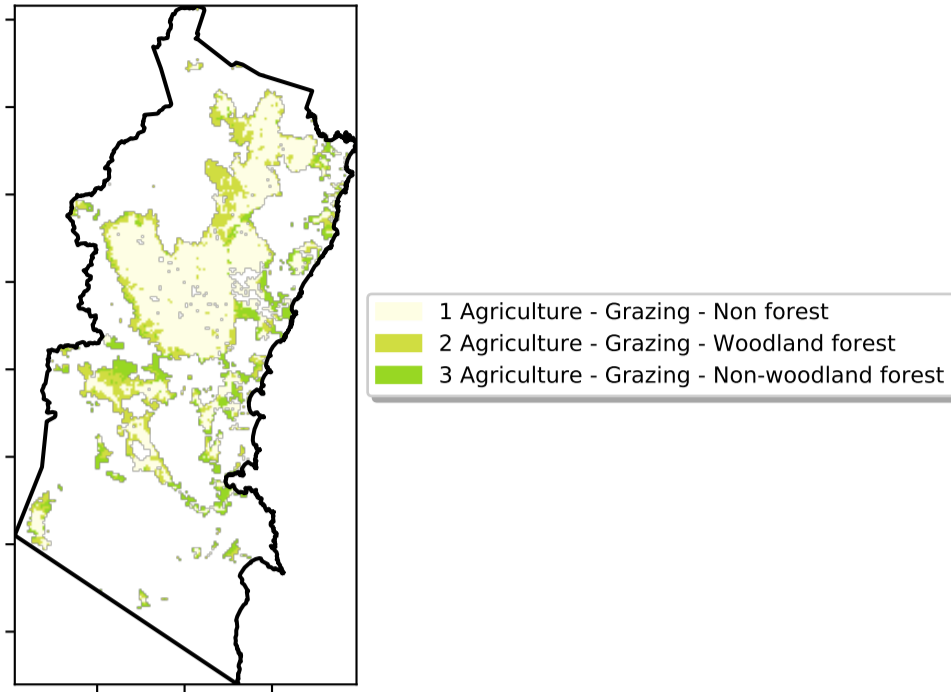 1 Agriculture - Grazing - Non forest
2 Agriculture - Grazing - Woodland forest
3 Agriculture - Grazing - Non-woodland forest